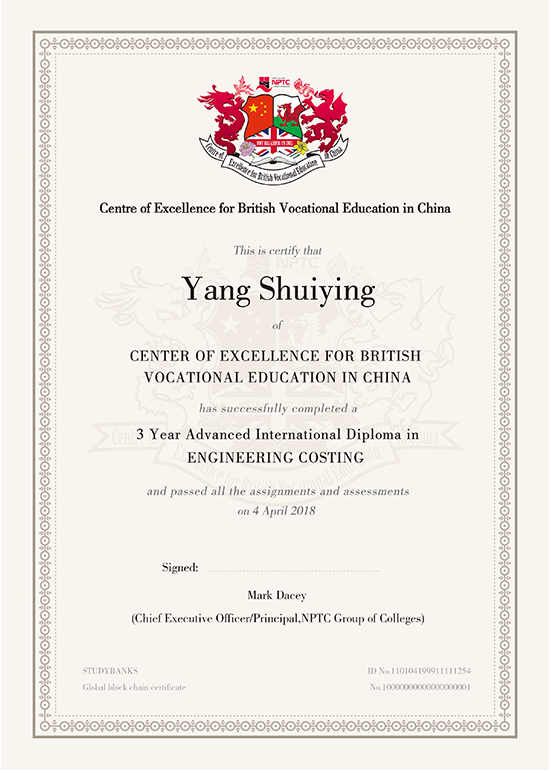 NPTC
Centre of Excellence for British Vocational Education in China
Centre of Excellence for British Vocational Education in China
This is certify that
Yang Shuiying
of
CENTER OF EXCELLENCE FOR BRITISH
VOCATIONAL EDUCATION IN CHINA
has successfully completed a
3 Year Advanced International Diploma in
ENGINEERING COSTING
and passed all the assignments and assessments
on 4 April 2018
Signed:
Mark Dacey
(Chief Executive Officer/Principal,NPTC Group of Colleges)
STUDYBANKS
ID No.110104199911111254
Global block chain certificate
No.10000000000000000001